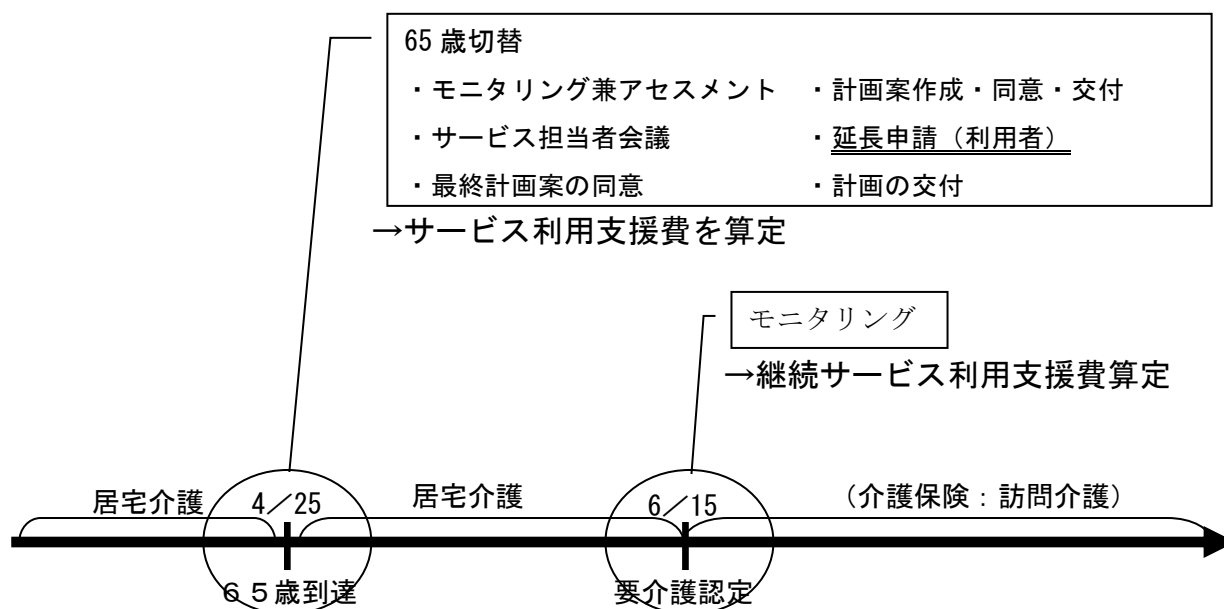 65歳切替
・モニタリング兼アセスメント ・計画案作成・同意・交付
・サービス担当者会議 ・延長申請（利用者）
・最終計画案の同意 ・計画の交付
→サービス利用支援費を算定
モニタリング
→継続サービス利用支援費算定
居宅介護 4／25 居宅介護 6／15 （介護保険：訪問介護）
６５歳到達 要介護認定